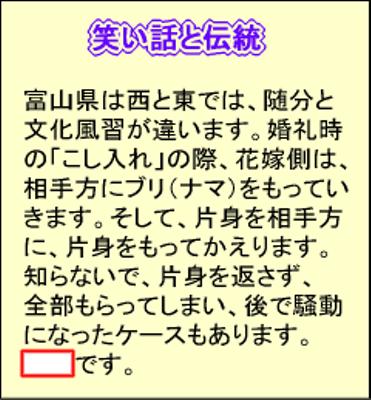 笑い話と伝統
富山県は西と東では、随分と
文化風習が違います。婚礼時
の「こし入れ」の際、花嫁側は、
相手方にブリ(ナマ)をもってい
きます。そして、片身を相手方
に、片身をもってかえります。
知らないで、片身を返さず、
全部もらってしまい、後で騒動
になったケースもあります。
です。